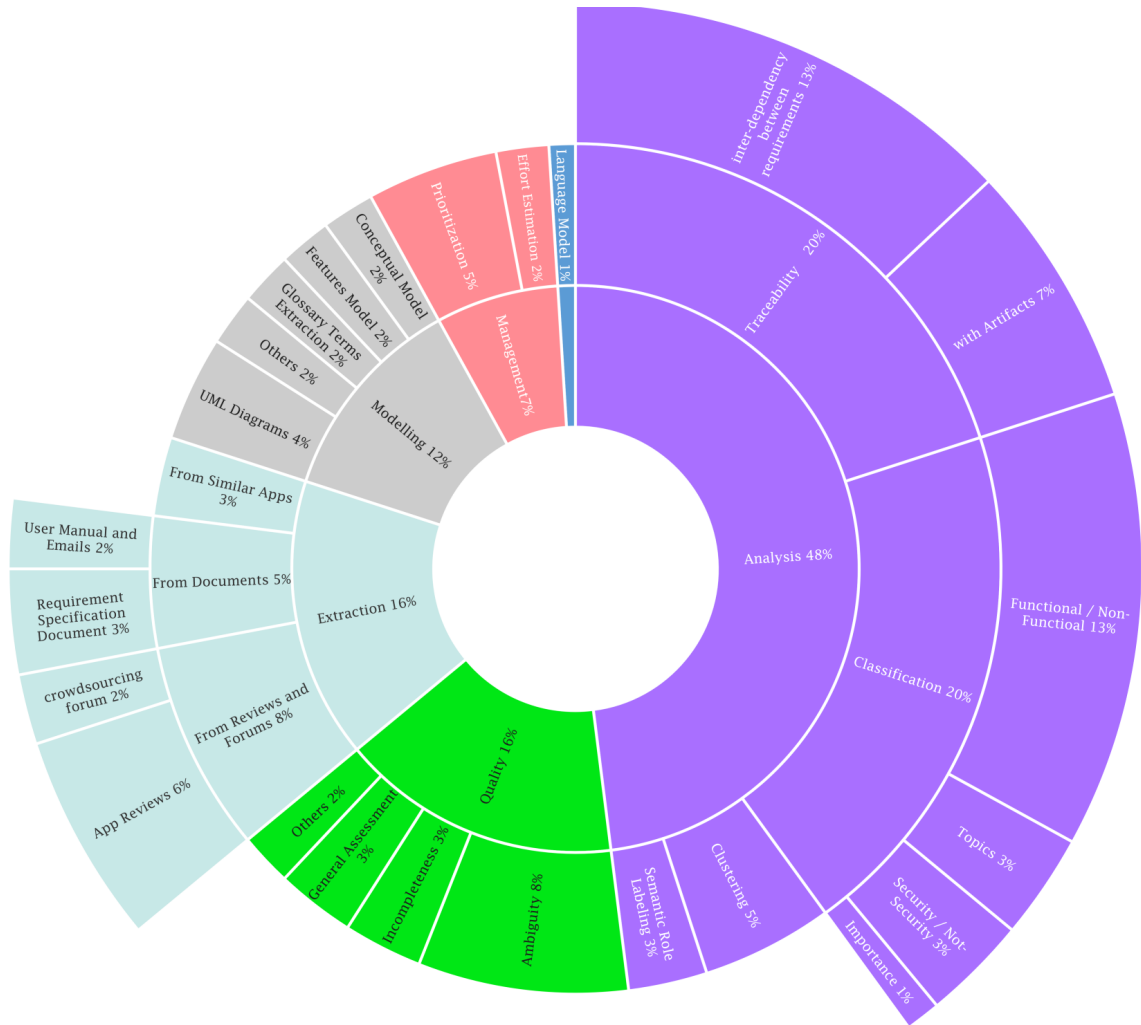 inter-dependency
between
requirements 13%
with Artifacts 7%
Traceability 20%
Analysis 48%
Functional / Non-
Functioal 13%
Classification 20%
Topics 3%
Security / Not-
Security 3%
Importance 1%
Clustering 5%
Semantic Role
Labeling 3%
Quality 16%
Ambiguity 8%
Incompleteness 3%
General Assessment
3%
Others 2%
Extraction 16%
From Reviews and
Forums 8%
App Reviews 6%
crowdsourcing
forum 2%
From Documents 5%
Requirement
Specification
Document 3%
User Manual and
Emails 2%
From Similar Apps
3%
Modelling 12%
UML Diagrams 4%
Others 2%
Glossary Terms
Extraction 2%
Features Model 2%
Conceptual Model
2%
Management7%
Prioritization 5%
Effort Estimation 2%
Language Model 1%